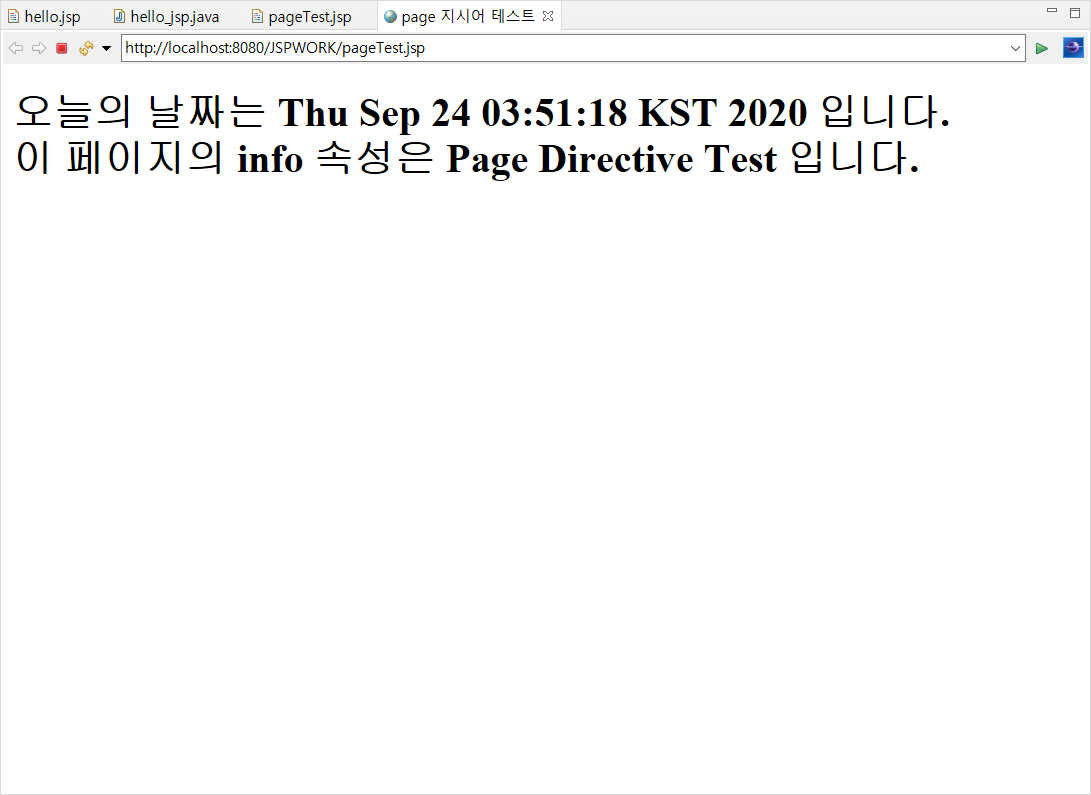 hello.jsp hello_jsp.java pageTest.jsp page 지시어 테스트
http://localhost:8080/JSPWORK/pageTest.jsp
오늘의 날짜는 Thu Sep 24 03:51:18 KST 2020 입니다.
이 페이지의 info 속성은 Page Directive Test 입니다.